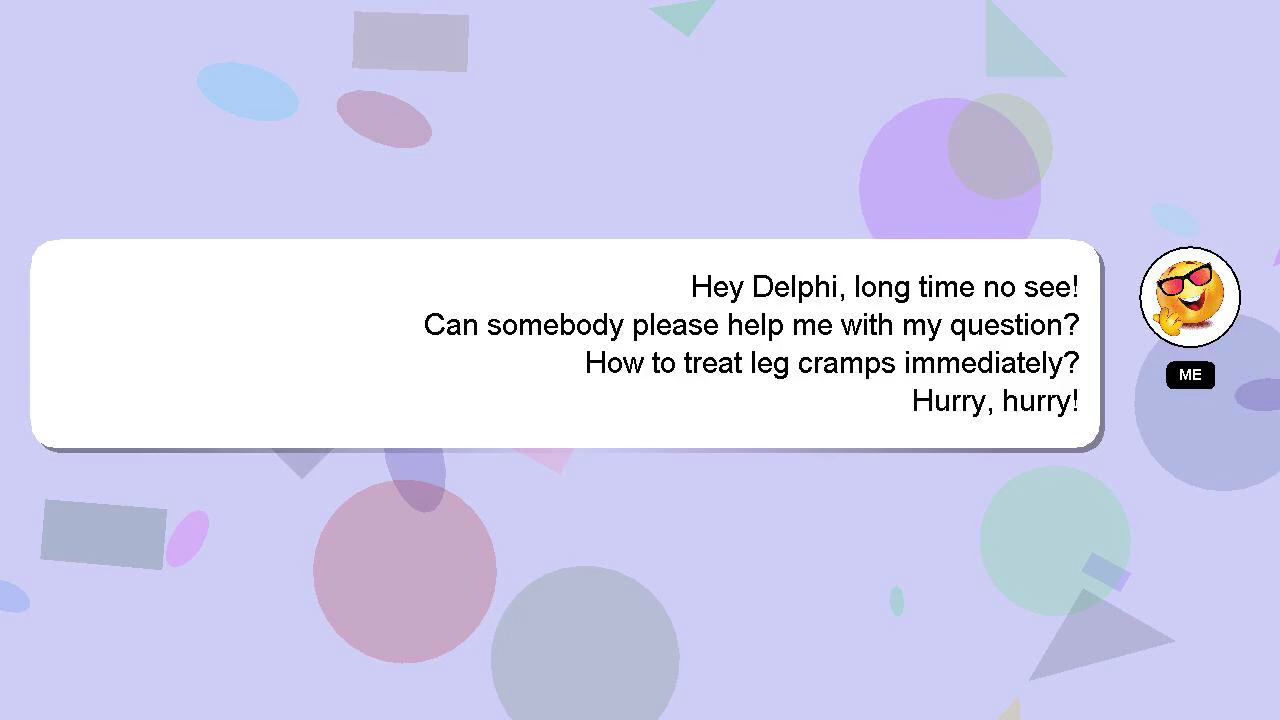 Hey Delphi, long time no see!
Can somebody please help me with my question?
How to treat leg cramps immediately?
Hurry, hurry!
ME